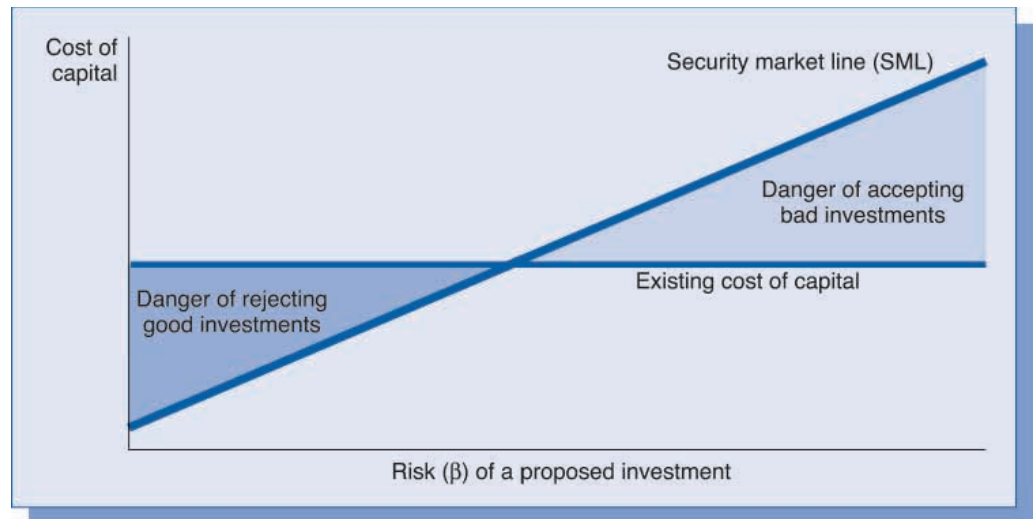 Cost of
capital
Security market line (SML)
Danger of accepting
bad investments
Existing cost of capital
Danger of rejecting
good investments
Risk (β) of a proposed investment